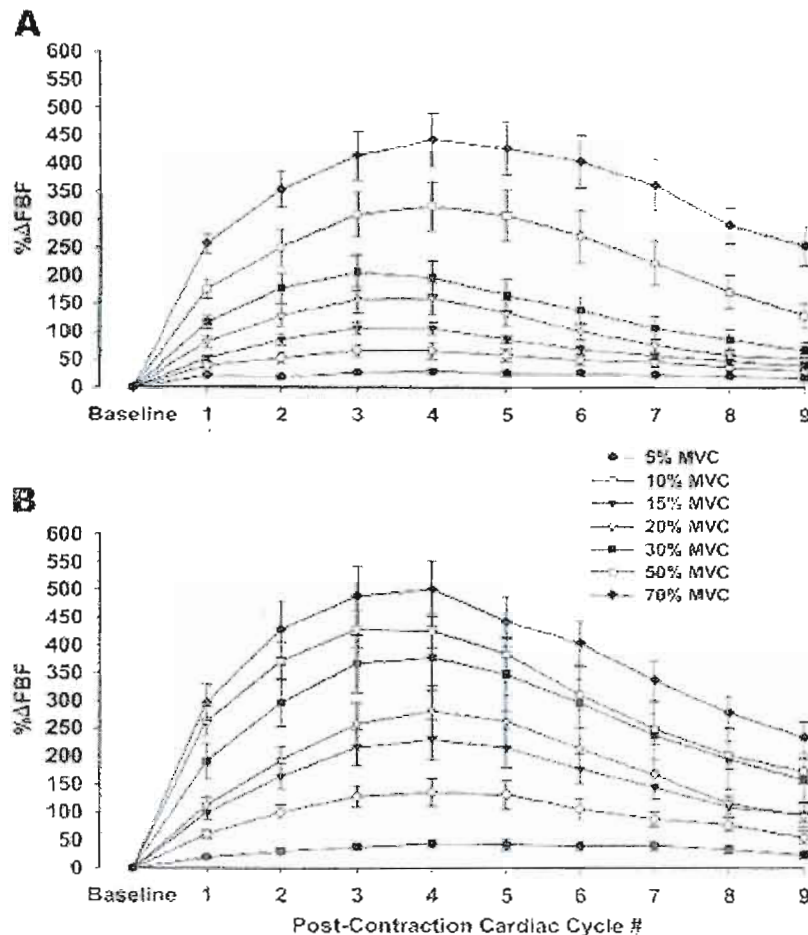 A
600
550
500
450
400
350
300
250
200
150
100
50
0
%ΔFBF
Baseline 1 2 3 4 5 6 7 8 9
5% MVC
10% MVC
15% MVC
20% MVC
30% MVC
50% MVC
70% MVC
B
600
550
500
450
400
350
300
250
200
150
100
50
0
%ΔFBF
Baseline 1 2 3 4 5 6 7 8 9
Post-Contraction Cardiac Cycle #